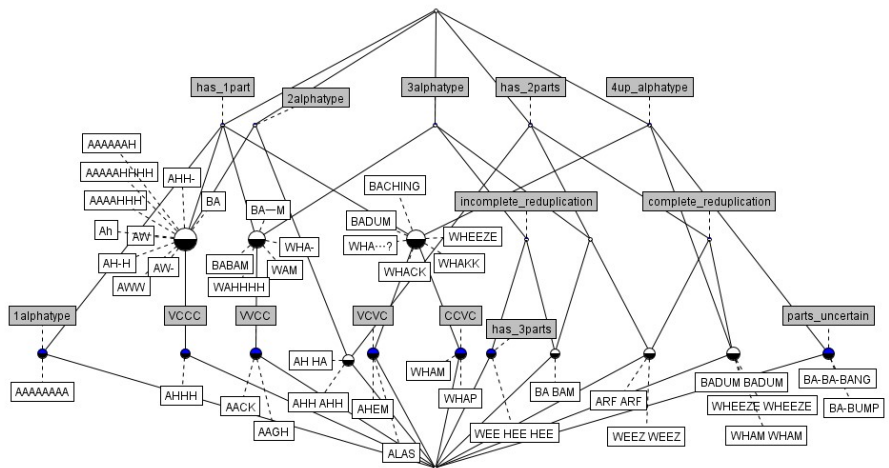 has_1part
2alphatype
3alphatype
has_2parts
4up_alphatype
AAAAAAH
AAAAAHHHH
AAAAHHH
AHH-
BA
Ah
AW
AH-H
AW-
AWW
BA—M
BABAM
WHA-
WAM
WAHHHH
BACHING
BADUM
WHA…?
WHEEZE
WHAKK
WHACK
incomplete_reduplication
complete_reduplication
1alphatype
VCCC
VVCC
VCVC
CCVC
has_3parts
parts_uncertain
AAAAAAAA
AHHH
AACK
AAGH
AH HA
AHH AHH
AHEM
ALAS
WHAM
WHAP
WEE HEE HEE
BA BAM
ARF ARF
WEEZ WEEZ
BADUM BADUM
WHEEZE WHEEZE
WHAM WHAM
BA-BA-BANG
BA-BUMP